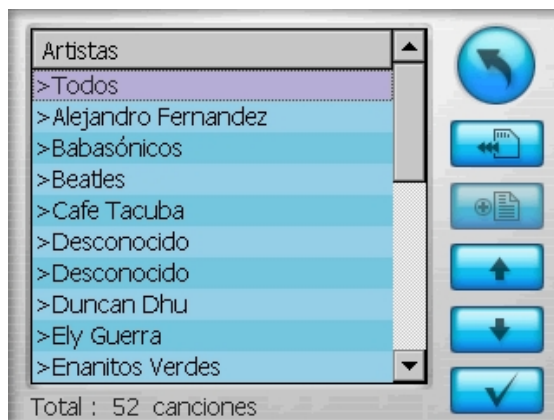 Artistas
>Todos
>Alejandro Fernandez
>Babasónicos
>Beatles
>Cafe Tacuba
>Desconocido
>Desconocido
>Duncan Dhu
>Ely Guerra
>Enanitos Verdes
Total : 52 canciones